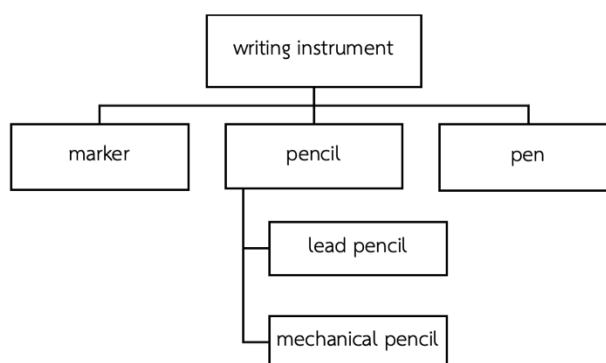 writing instrument
marker
pencil
pen
lead pencil
mechanical pencil